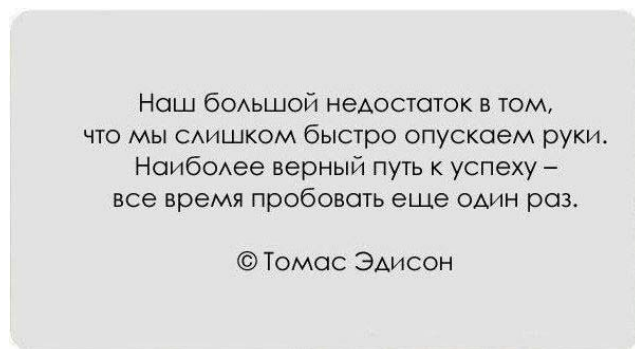 Наш большой недостаток в том,
что мы слишком быстро опускаем руки.
Наиболее верный путь к успеху –
все время пробовать еще один раз.
© Томас Эдисон